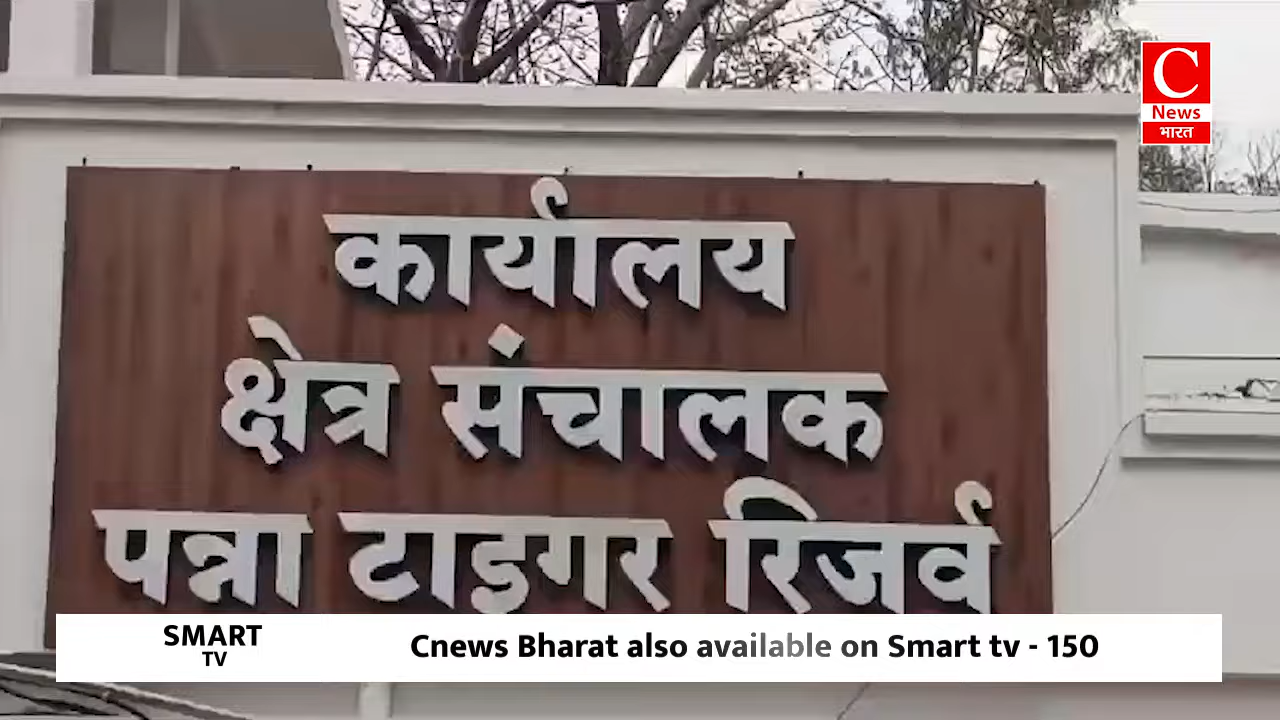 कार्यालय
क्षेत्र संचालक
पन्ना टाइगर रिजर्व
C
News
भारत
SMART
TV
Cnews Bharat also available on Smart tv - 150